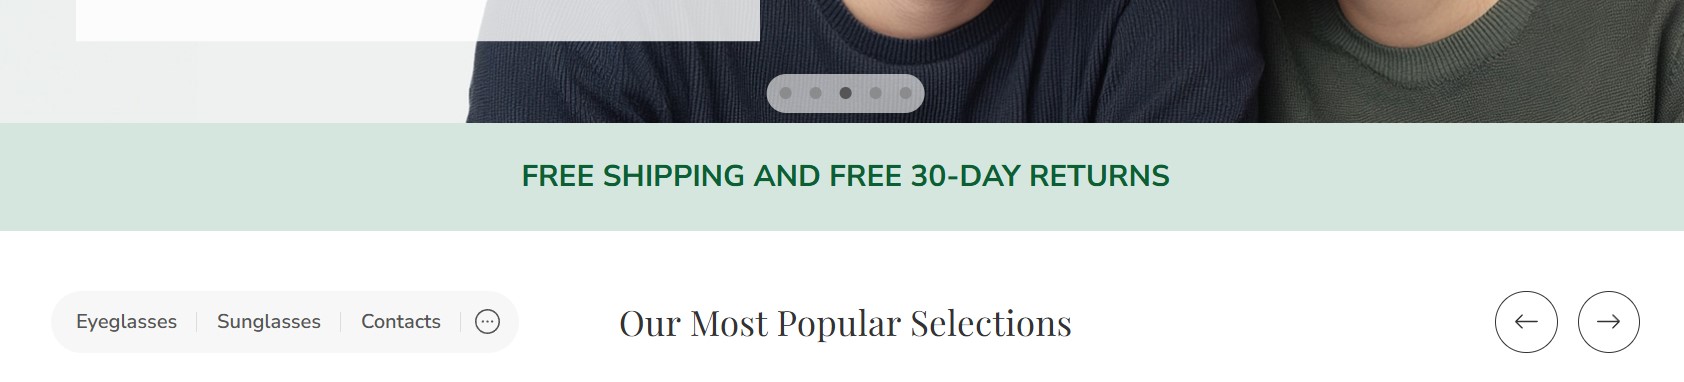 FREE SHIPPING AND FREE 30-DAY RETURNS
Eyeglasses
Sunglasses
Contacts
Our Most Popular Selections